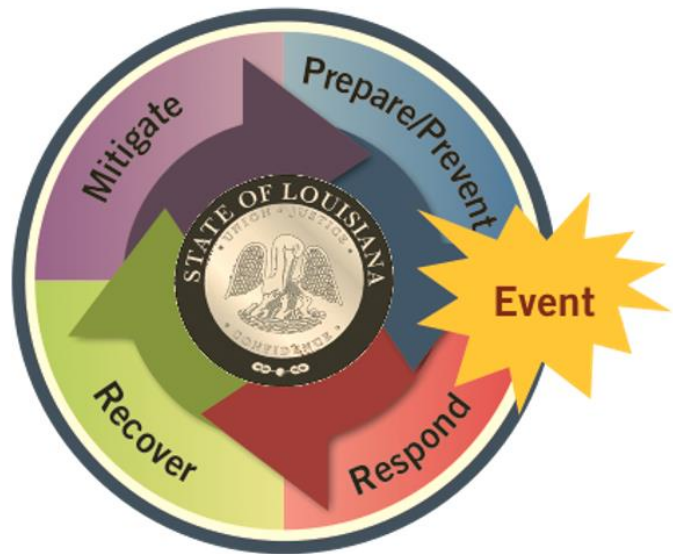 Mitigate
Prepare/Prevent
STATE OF LOUISIANA
UNION · JUSTICE
CONFIDENCE
Event
Recover
Respond